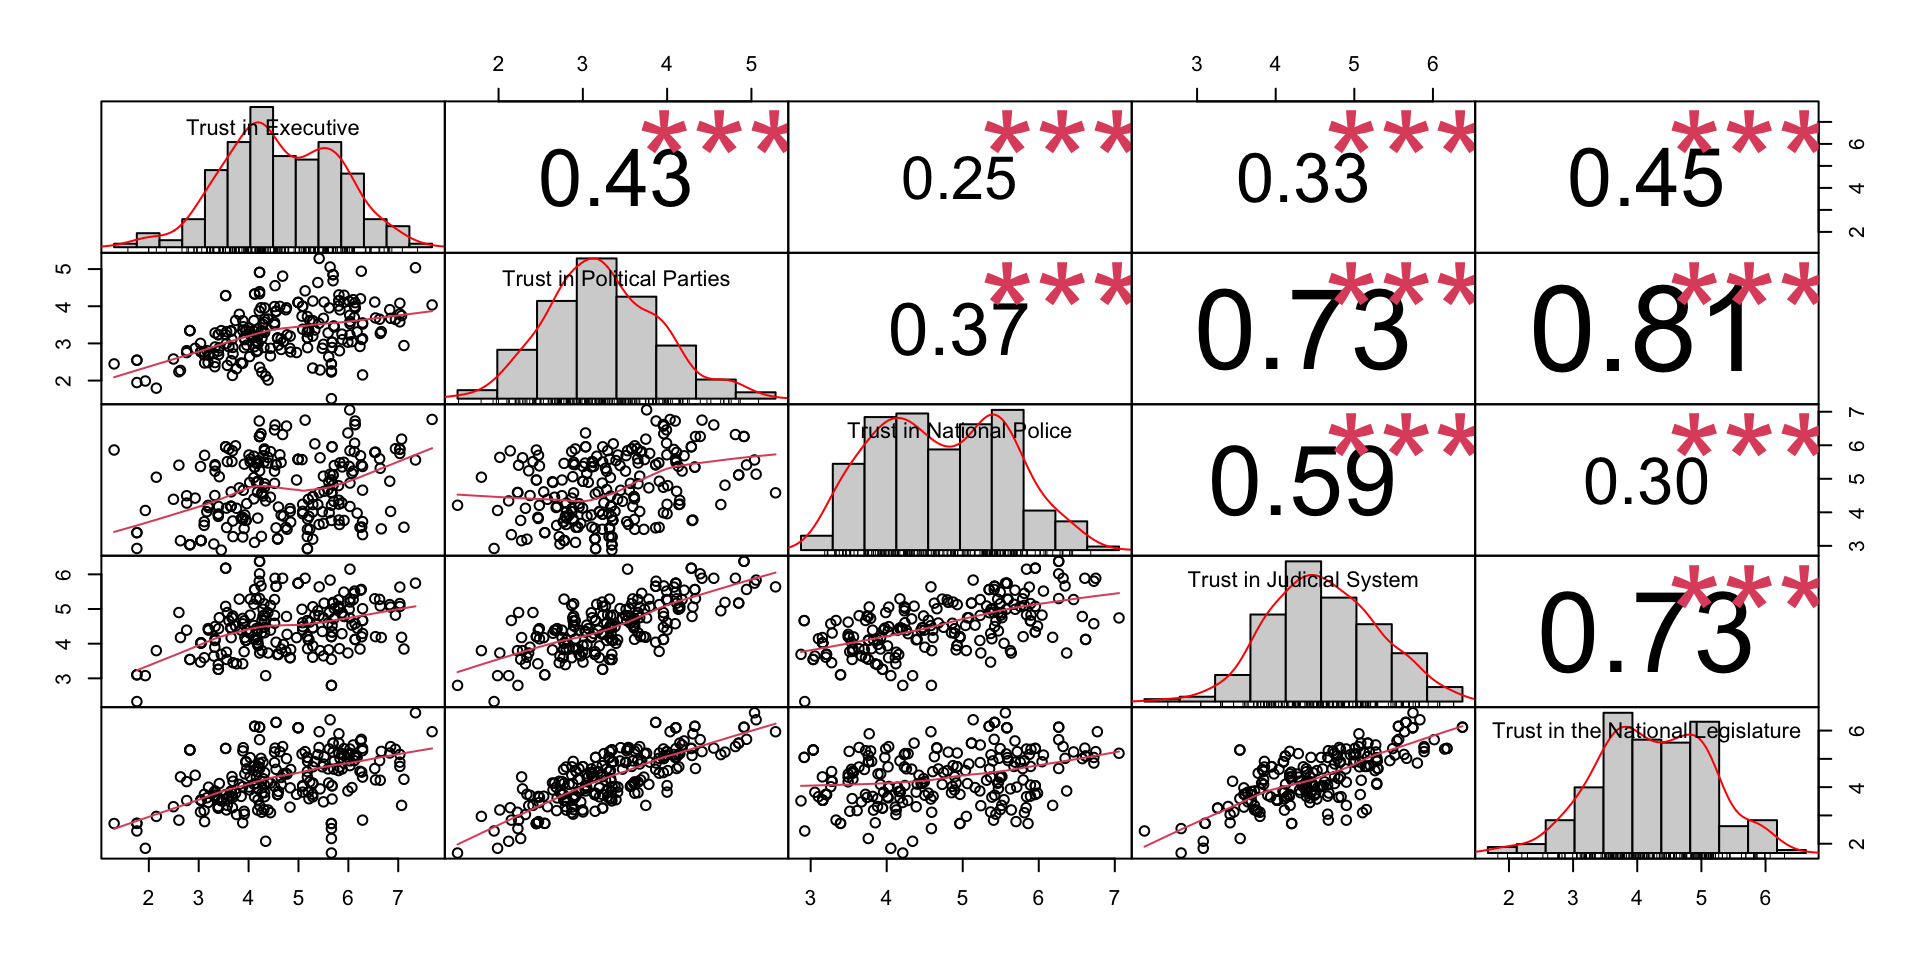 2 3 4 5 3 4 5 6
Trust in Executive 0.43 *** 0.25 *** 0.33 *** 0.45 *** 2 4 6
2 3 4 5 Trust in Political Parties 0.37 *** 0.73 *** 0.81 ***
Trust in National Police 0.59 *** 0.30 *** 3 4 5 6 7
3 4 5 6 Trust in Judicial System 0.73 ***
Trust in the National Legislature 2 4 6
2 3 4 5 6 7 3 4 5 6 7 2 3 4 5 6